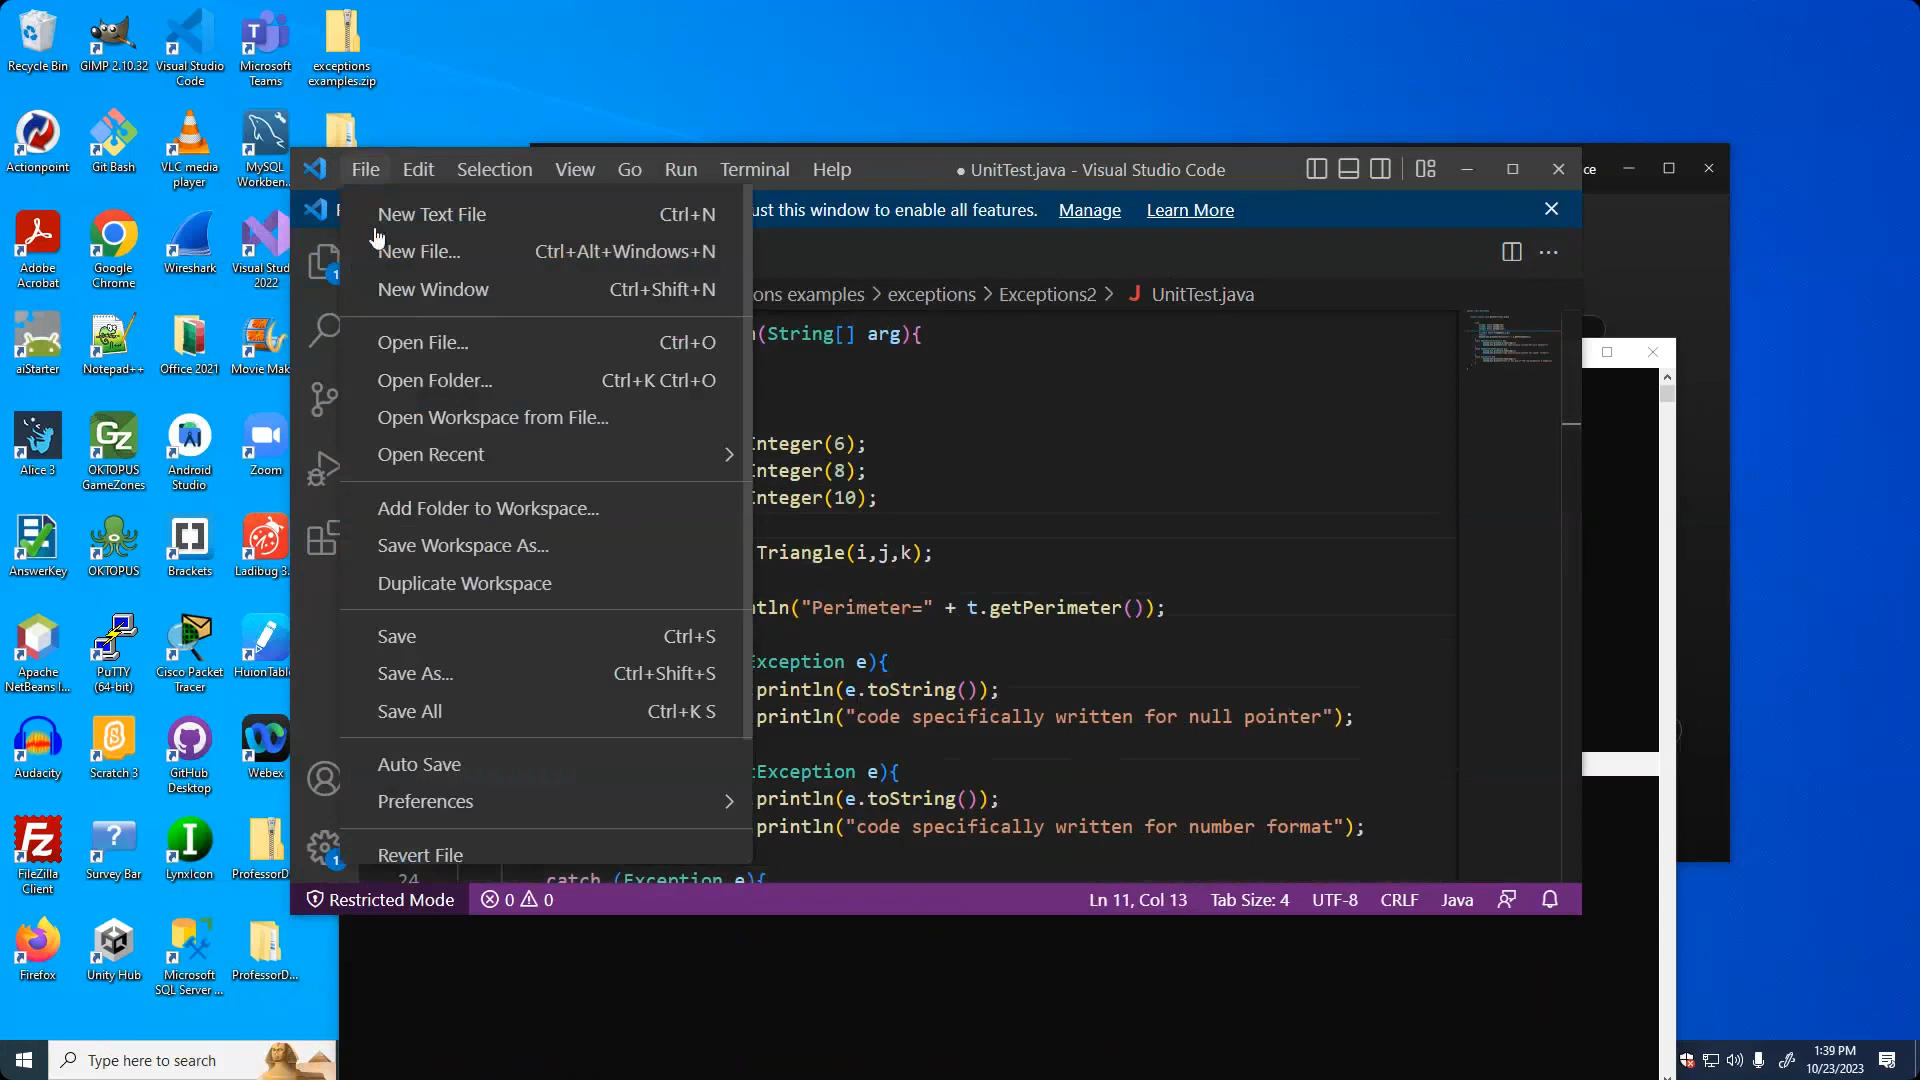 Recycle Bin
GIMP 2.10.32
Visual Studio
Code
Microsoft
Teams
exceptions
examples.zip
Actionpoint
Git Bash
VLC media
player
MySQL
Workben...
Adobe
Acrobat
Google
Chrome
Wireshark
Visual Stud
2022
aiStarter
Notepad++
Office 2021
Movie Mak
Alice 3
OKTOPUS
GameZones
Android
Studio
Zoom
AnswerKey
OKTOPUS
Brackets
Ladibug 3.
Apache
NetBeans I...
PuTTY
(64-bit)
Cisco Packet
Tracer
HuionTabl
Audacity
Scratch 3
GitHub
Desktop
Webex
FileZilla
Client
Survey Bar
LynxIcon
ProfessorD
Firefox
Unity Hub
Microsoft
SQL Server ...
ProfessorD...
File Edit Selection View Go Run Terminal Help
● UnitTest.java - Visual Studio Code
ce
ust this window to enable all features. Manage Learn More
New Text File Ctrl+N
New File... Ctrl+Alt+Windows+N
New Window Ctrl+Shift+N
Open File... Ctrl+O
Open Folder... Ctrl+K Ctrl+O
Open Workspace from File...
Open Recent
Add Folder to Workspace...
Save Workspace As...
Duplicate Workspace
Save Ctrl+S
Save As... Ctrl+Shift+S
Save All Ctrl+K S
Auto Save
Preferences
Revert File
ons examples > exceptions > Exceptions2 > J UnitTest.java
(String[] arg){
nteger(6);
nteger(8);
nteger(10);
Triangle(i,j,k);
tln("Perimeter=" + t.getPerimeter());
xception e){
println(e.toString());
println("code specifically written for null pointer");
tException e){
println(e.toString());
println("code specifically written for number format");
24 catch (Exception e){
Restricted Mode 0 0 Ln 11, Col 13 Tab Size: 4 UTF-8 CRLF Java
Type here to search
1:39 PM
10/23/2023